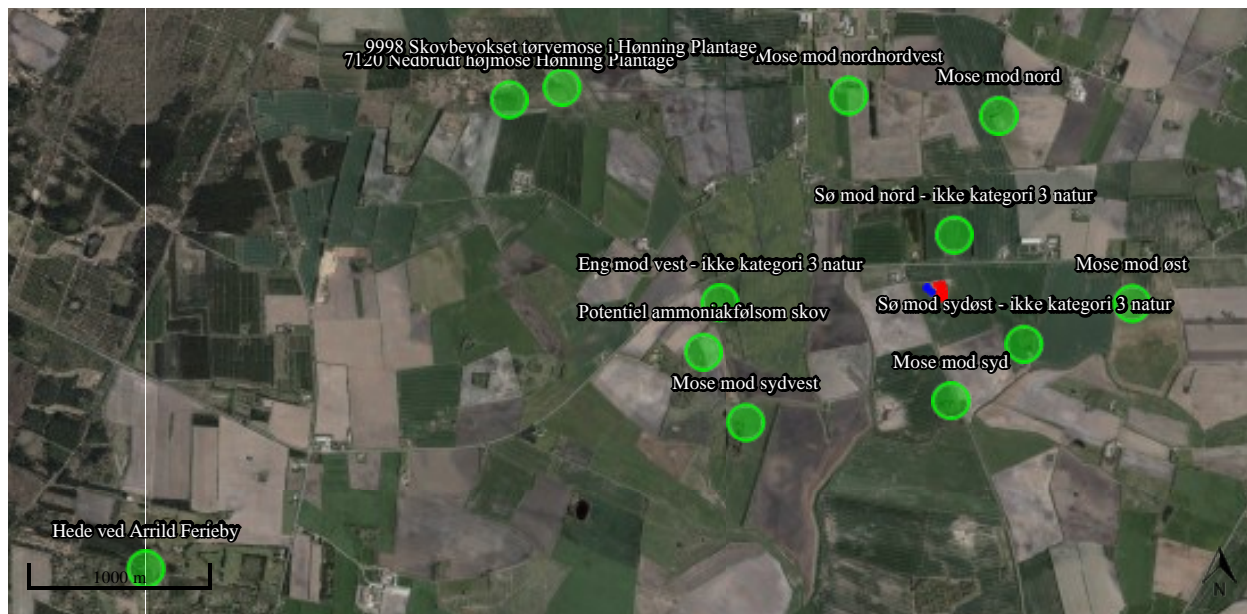 9998 Skovbevokset tørvemose i Hønning Plantage
7120 Nedbrudt højmose Hønning Plantage
Mose mod nordnordvest
Mose mod nord
Sø mod nord - ikke kategori 3 natur
Eng mod vest - ikke kategori 3 natur
Mose mod øst
Sø mod sydøst - ikke kategori 3 natur
Potentiel ammoniakfølsom skov
Mose mod syd
Mose mod sydvest
Hede ved Arrild Ferieby
1000 m
N